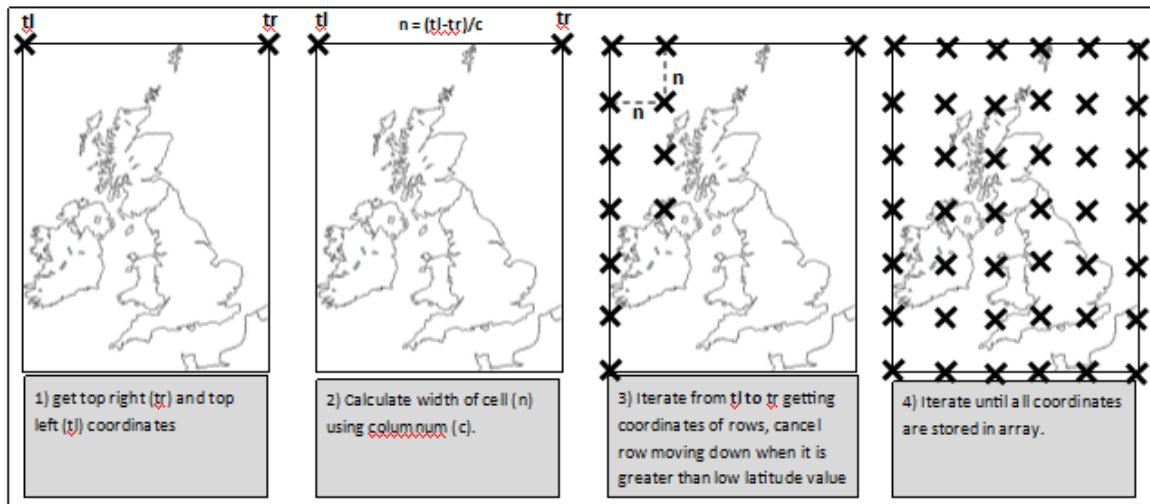 tl tr
tl n = (tl-tr)/c tr
n
n
1) get top right (tr) and top
left (tl) coordinates
2) Calculate width of cell (n)
using columnum (c).
3) Iterate from tl to tr getting
coordinates of rows, cancel
row moving down when it is
greater than low latitude value
4) Iterate until all coordinates
are stored in array.